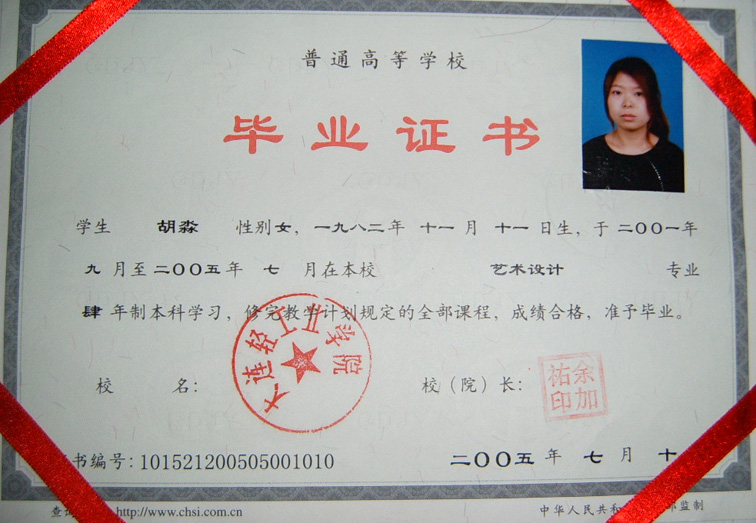 普通高等学校
毕业证书
学生 胡淼 性别女，一九八二年 十一 月 十一 日生，于 二〇〇一年
九 月至 二〇〇五年 七 月在本校 艺术设计 专业
肆 年制本科学习，修完教学计划规定的全部课程，成绩合格，准予毕业。
大连轻工业学院
校 名： 校（院）长：
余加
祐印
书编号：101521200505001010 二〇〇五 年 七 月 十
查 http://www.chsi.com.cn 中华人民共和 部监制